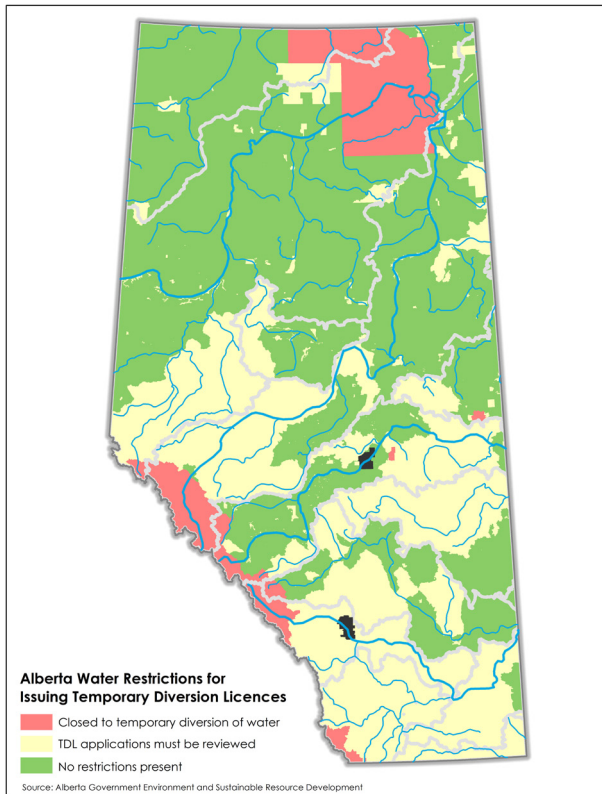 Alberta Water Restrictions for
Issuing Temporary Diversion Licences
Closed to temporary diversion of water
TDL applications must be reviewed
No restrictions present
Source: Alberta Government Environment and Sustainable Resource Development